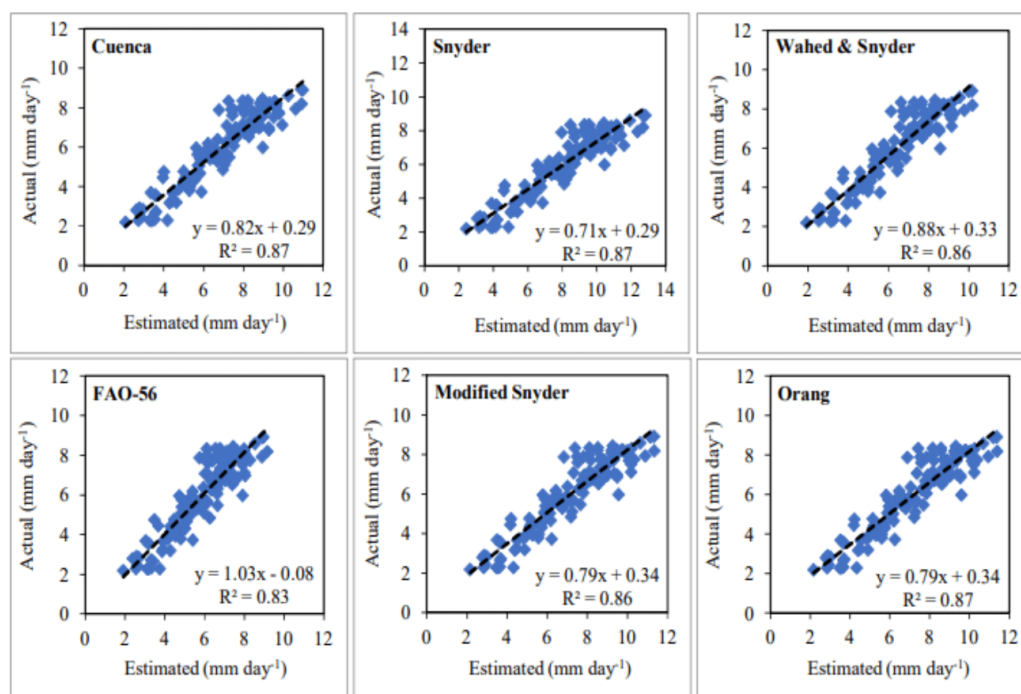 Cuenca
12
10
8
6
4
2
0
Actual (mm day⁻¹)
y = 0.82x + 0.29
R² = 0.87
0 2 4 6 8 10 12
Estimated (mm day⁻¹)
Snyder
14
12
10
8
6
4
2
0
Actual (mm day⁻¹)
y = 0.71x + 0.29
R² = 0.87
0 2 4 6 8 10 12 14
Estimated (mm day⁻¹)
Wahed & Snyder
12
10
8
6
4
2
0
Actual (mm day⁻¹)
y = 0.88x + 0.33
R² = 0.86
0 2 4 6 8 10 12
Estimated (mm day⁻¹)
FAO-56
12
10
8
6
4
2
0
Actual (mm day⁻¹)
y = 1.03x - 0.08
R² = 0.83
0 2 4 6 8 10 12
Estimated (mm day⁻¹)
Modified Snyder
12
10
8
6
4
2
0
Actual (mm day⁻¹)
y = 0.79x + 0.34
R² = 0.86
0 2 4 6 8 10 12
Estimated (mm day⁻¹)
Orang
12
10
8
6
4
2
0
Actual (mm day⁻¹)
y = 0.79x + 0.34
R² = 0.87
0 2 4 6 8 10 12
Estimated (mm day⁻¹)